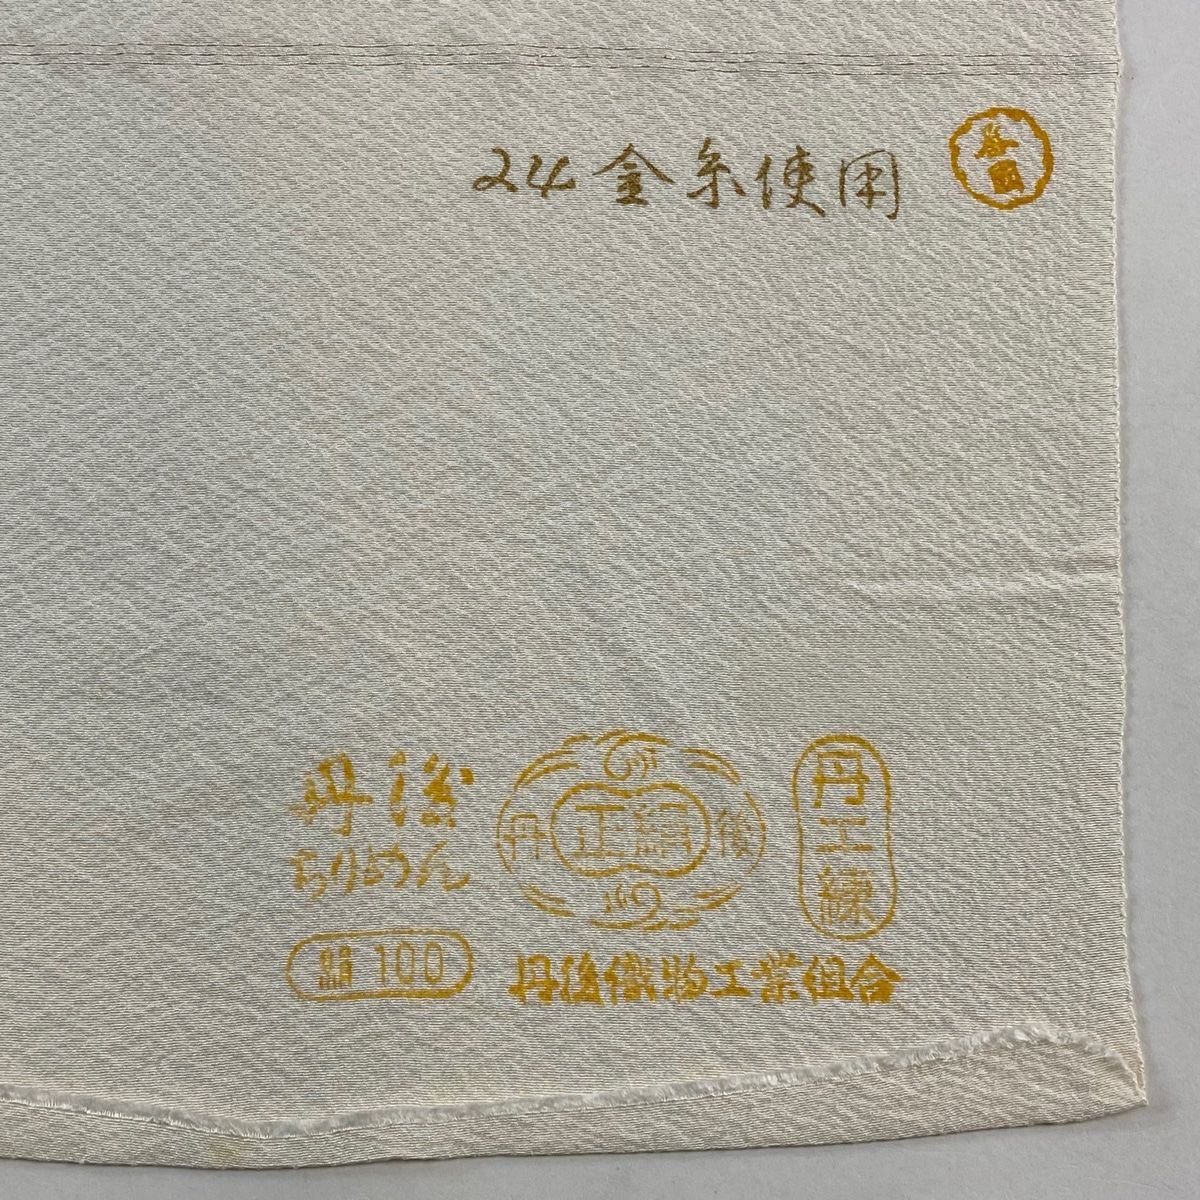 24金糸使用
丹後
ちりめん
絹100
丹 正絹 後
丹工練
丹後織物工業組合